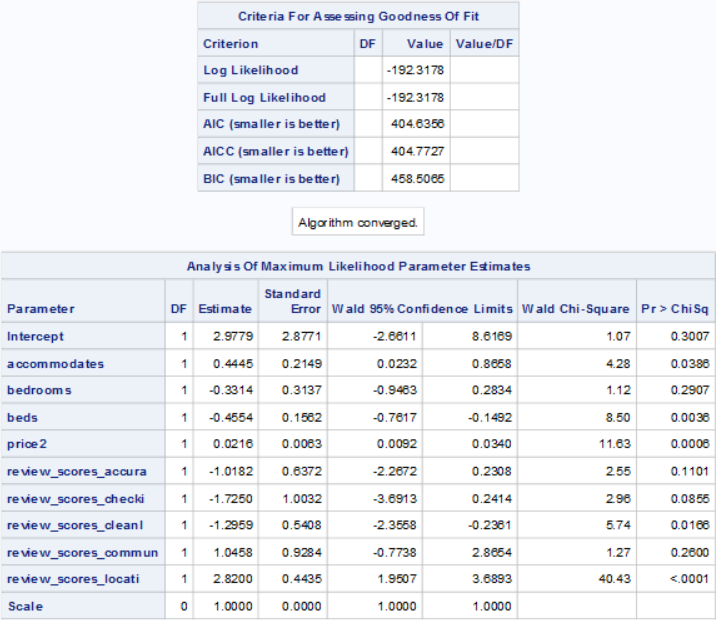 Criteria For Assessing Goodness Of Fit
Criterion DF Value Value/DF
Log Likelihood -192.3178
Full Log Likelihood -192.3178
AIC (smaller is better) 404.6356
AICC (smaller is better) 404.7727
BIC (smaller is better) 458.5065
Algorithm converged.
Analysis Of Maximum Likelihood Parameter Estimates
Parameter DF Estimate Standard Error Wald 95% Confidence Limits Wald Chi-Square Pr > ChiSq
Intercept 1 2.9779 2.8771 -2.6611 8.6169 1.07 0.3007
accommodates 1 0.4445 0.2149 0.0232 0.8658 4.28 0.0386
bedrooms 1 -0.3314 0.3137 -0.9463 0.2834 1.12 0.2907
beds 1 -0.4554 0.1562 -0.7617 -0.1492 8.50 0.0036
price2 1 0.0216 0.0063 0.0092 0.0340 11.63 0.0006
review_scores_accura 1 -1.0182 0.6372 -2.2672 0.2308 2.55 0.1101
review_scores_checki 1 -1.7250 1.0032 -3.6913 0.2414 2.96 0.0855
review_scores_cleanl 1 -1.2959 0.5408 -2.3558 -0.2361 5.74 0.0166
review_scores_commun 1 1.0458 0.9284 -0.7738 2.8654 1.27 0.2600
review_scores_locati 1 2.8200 0.4435 1.9507 3.6893 40.43 <.0001
Scale 0 1.0000 0.0000 1.0000 1.0000